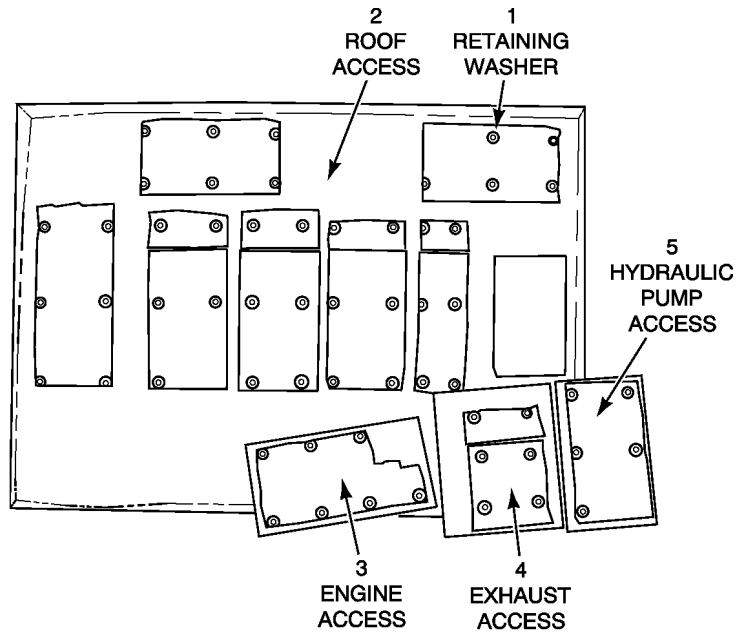 2
ROOF
ACCESS
1
RETAINING
WASHER
5
HYDRAULIC
PUMP
ACCESS
3
ENGINE
ACCESS
4
EXHAUST
ACCESS